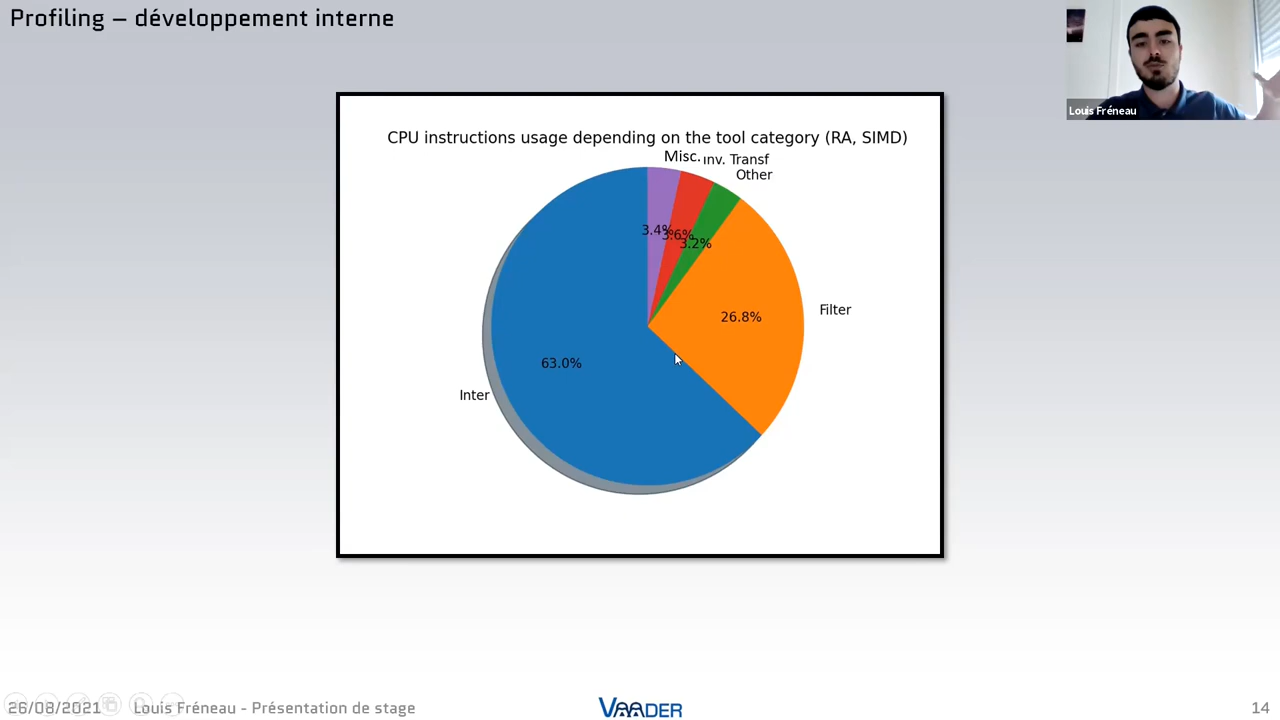 Profiling – développement interne
Louis Fréneau
CPU instructions usage depending on the tool category (RA, SIMD)
Misc.
inv. Transf
Other
3.4%
3.6%
3.2%
Filter
26.8%
63.0%
Inter
26/08/2021
Louis Fréneau - Présentation de stage
VAADER
14